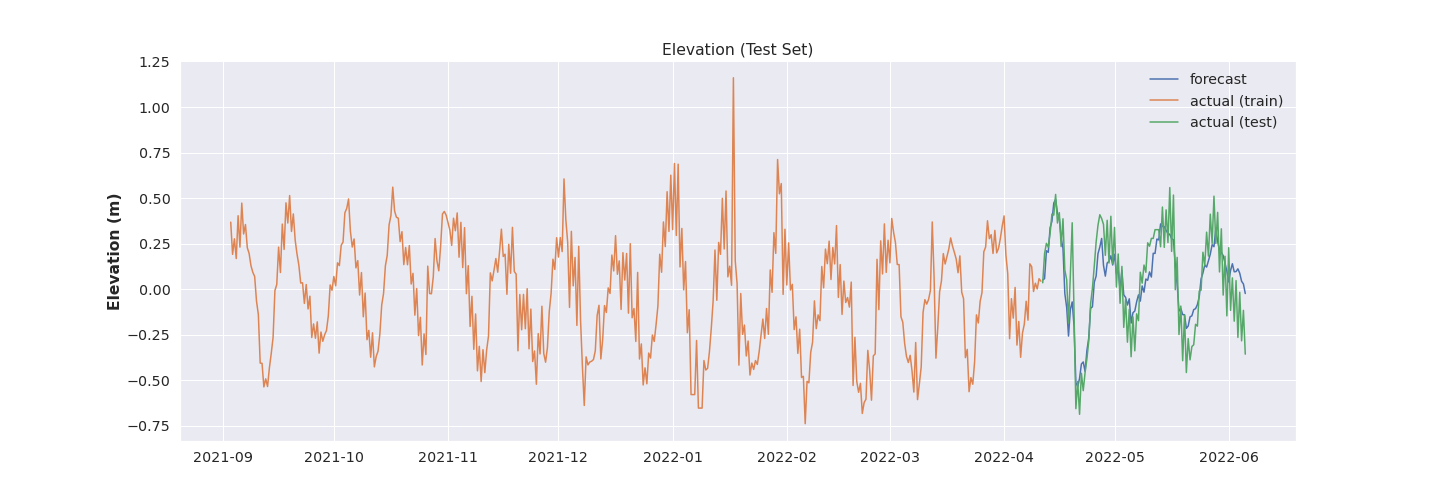 Elevation (Test Set)
1.25
1.00
0.75
0.50
0.25
0.00
−0.25
−0.50
−0.75
Elevation (m)
forecast
actual (train)
actual (test)
2021-09 2021-10 2021-11 2021-12 2022-01 2022-02 2022-03 2022-04 2022-05 2022-06